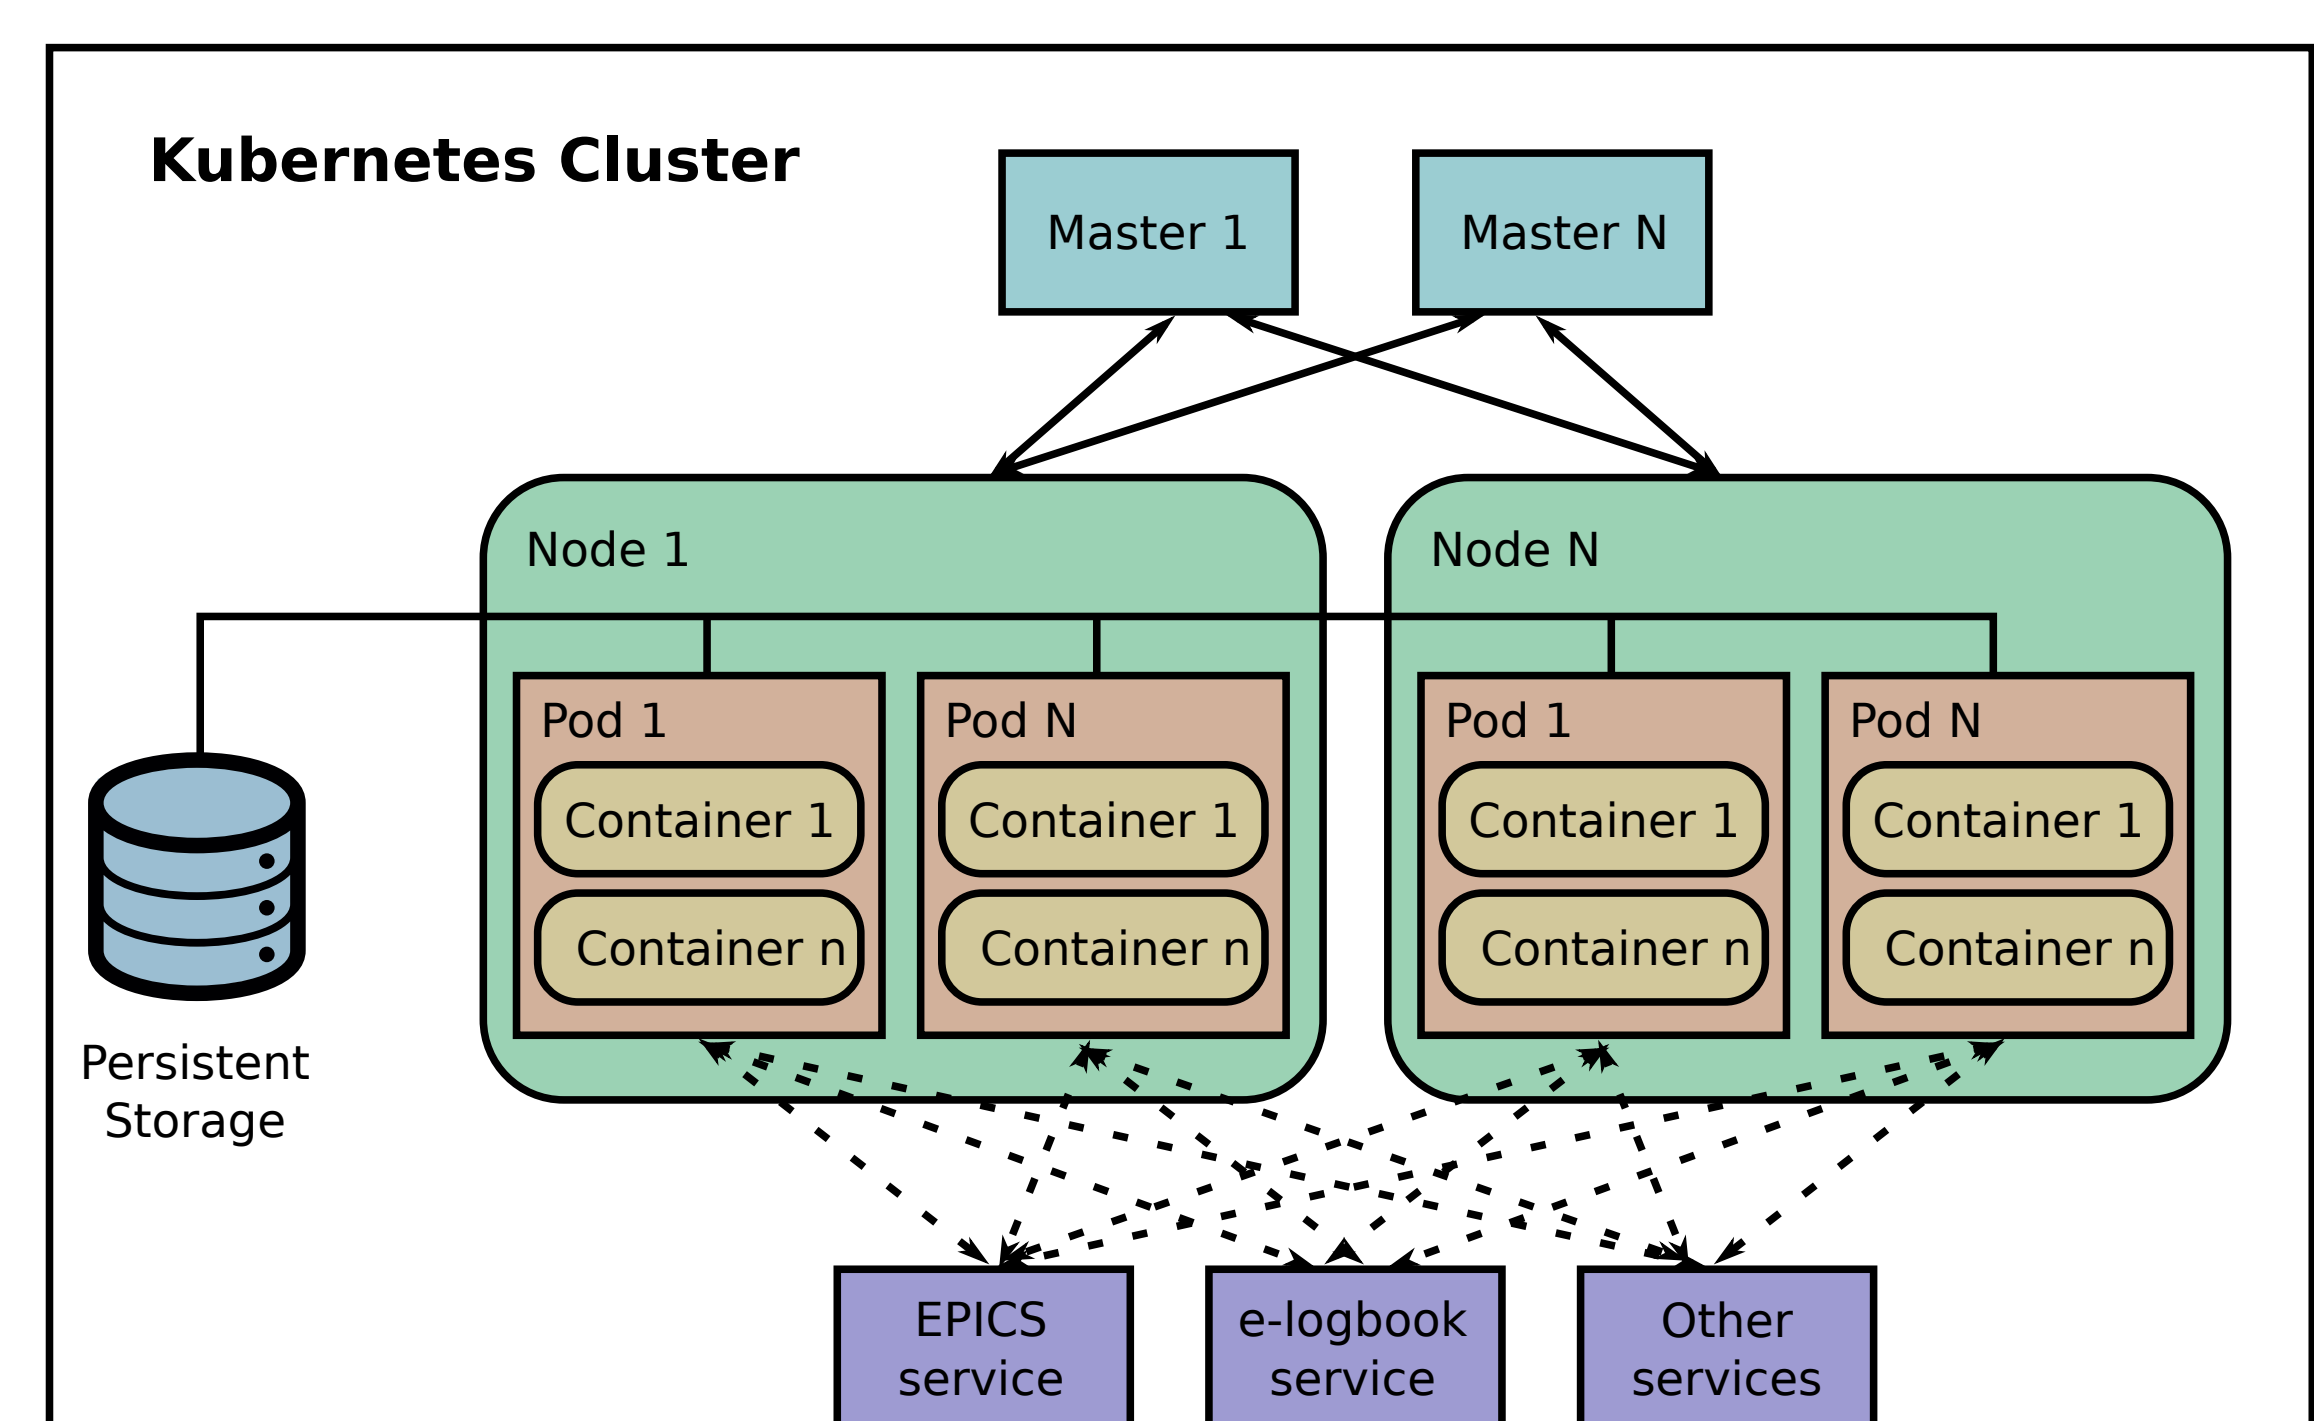 Kubernetes Cluster
Master 1
Master N
Node 1
Node N
Pod 1
Pod N
Pod 1
Pod N
Container 1
Container 1
Container 1
Container 1
Container n
Container n
Container n
Container n
Persistent
Storage
EPICS
service
e-logbook
service
Other
services